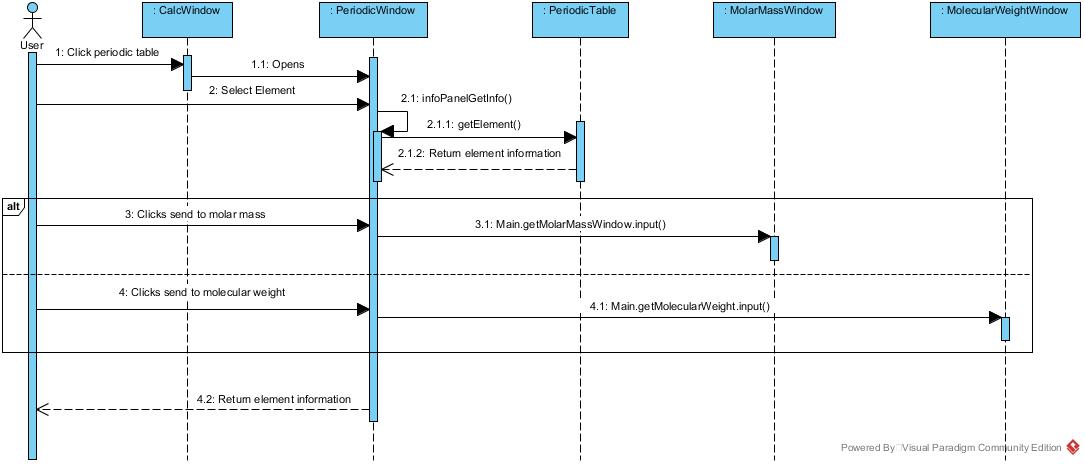 : CalcWindow
: PeriodicWindow
: PeriodicTable
: MolarMassWindow
: MolecularWeightWindow
User
1: Click periodic table
1.1: Opens
2: Select Element
2.1: infoPanelGetInfo()
2.1.1: getElement()
2.1.2: Return element information
alt
3: Clicks send to molar mass
3.1: Main.getMolarMassWindow.input()
4: Clicks send to molecular weight
4.1: Main.getMolecularWeight.input()
4.2: Return element information
Powered By Visual Paradigm Community Edition